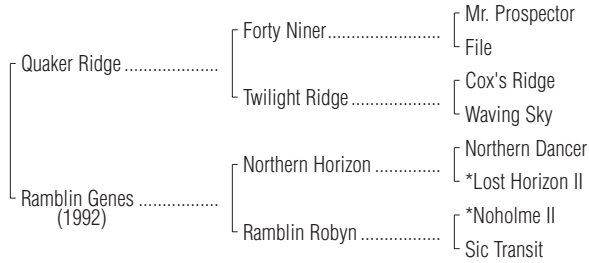 Mr. Prospector
Forty Niner........................
File
Quaker Ridge ....................
Cox's Ridge
Twilight Ridge ...................
Waving Sky
Northern Dancer
Northern Horizon ..............
*Lost Horizon II
Ramblin Genes .................
(1992)
*Noholme II
Ramblin Robyn .................
Sic Transit